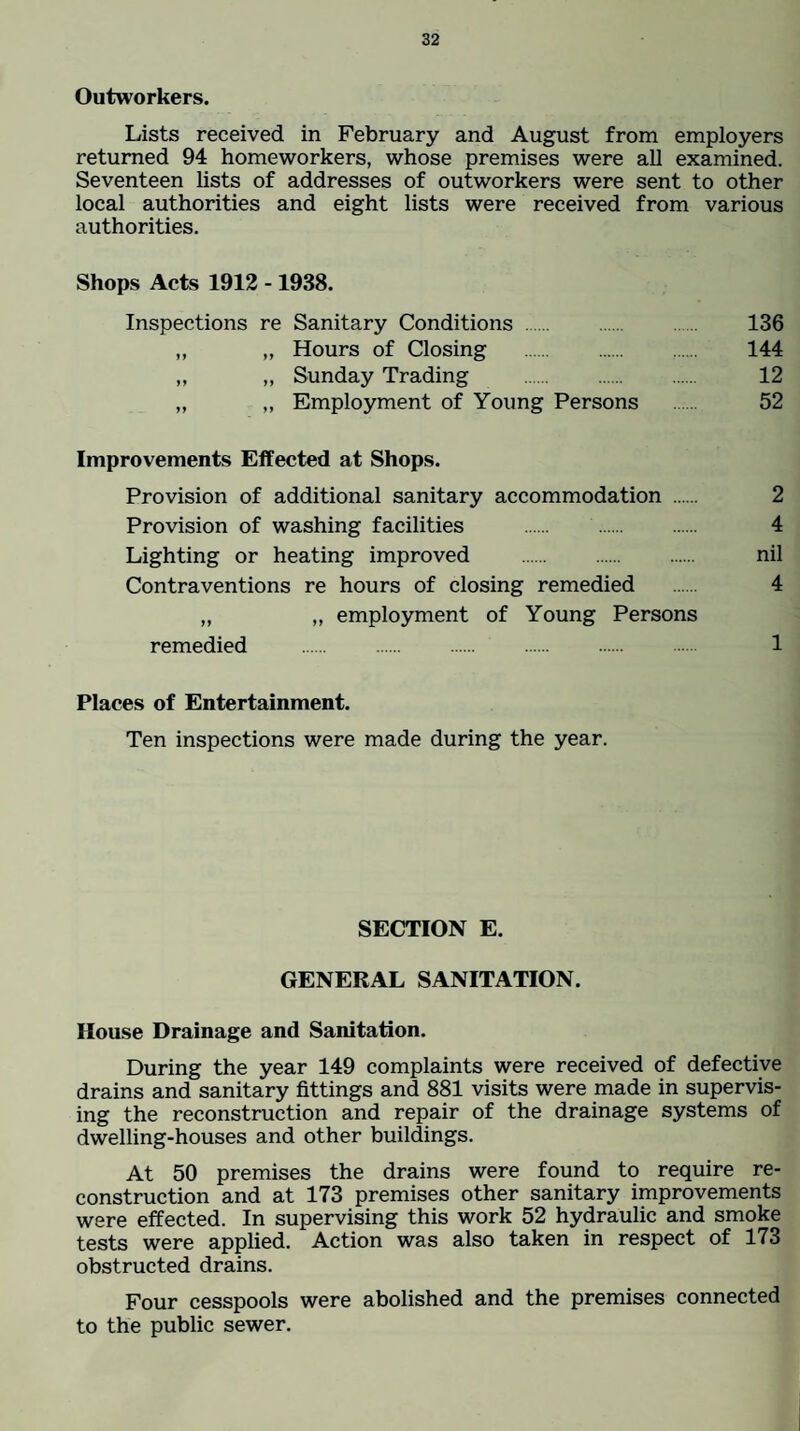 32
Outworkers.
Lists received in February and August from employers
returned 94 homeworkers, whose premises were all examined.
Seventeen lists of addresses of outworkers were sent to other
local authorities and eight lists were received from various
authorities.
Shops Acts 1912 - 1938.
Inspections re Sanitary Conditions ...... ...... ...... 136
„ „ Hours of Closing ...... ...... ...... 144
„ „ Sunday Trading ...... ...... ...... 12
„ „ Employment of Young Persons ...... 52
Improvements Effected at Shops.
Provision of additional sanitary accommodation ...... 2
Provision of washing facilities ...... ...... ...... 4
Lighting or heating improved ...... ...... ...... nil
Contraventions re hours of closing remedied ...... 4
„ „ employment of Young Persons
remedied ...... ...... ...... ...... ...... ...... 1
Places of Entertainment.
Ten inspections were made during the year.
SECTION E.
GENERAL SANITATION.
House Drainage and Sanitation.
During the year 149 complaints were received of defective
drains and sanitary fittings and 881 visits were made in supervis-
ing the reconstruction and repair of the drainage systems of
dwelling-houses and other buildings.
At 50 premises the drains were found to require re-
construction and at 173 premises other sanitary improvements
were effected. In supervising this work 52 hydraulic and smoke
tests were applied. Action was also taken in respect of 173
obstructed drains.
Four cesspools were abolished and the premises connected
to the public sewer.